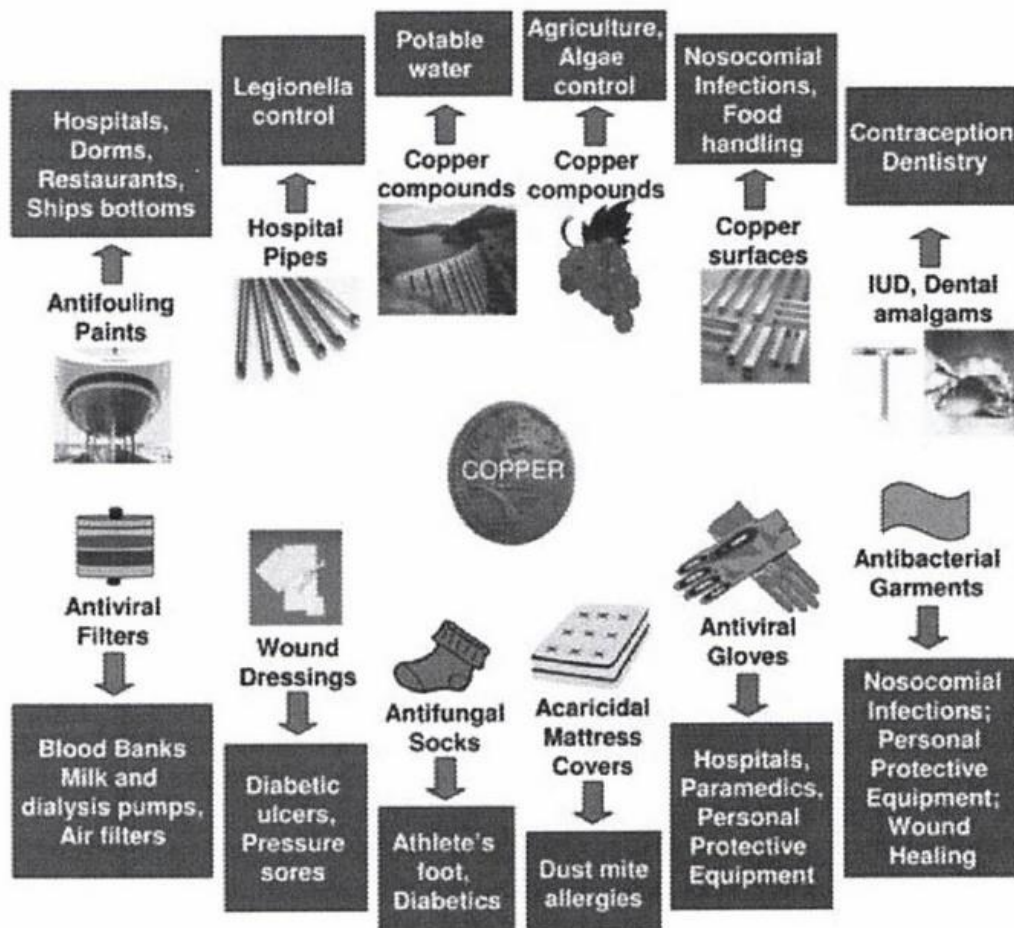 Hospitals,
Dorms,
Restaurants,
Ships bottoms
Antifouling
Paints
Legionella
control
Hospital
Pipes
Potable
water
Copper
compounds
Agriculture,
Algae
control
Copper
compounds
Nosocomial
Infections,
Food
handling
Copper
surfaces
Contraception
Dentistry
IUD, Dental
amalgams
COPPER
Antiviral
Filters
Blood Banks
Milk and
dialysis pumps,
Air filters
Wound
Dressings
Diabetic
ulcers,
Pressure
sores
Antifungal
Socks
Athlete's
foot,
Diabetics
Acaricidal
Mattress
Covers
Dust mite
allergies
Antiviral
Gloves
Hospitals,
Paramedics,
Personal
Protective
Equipment
Antibacterial
Garments
Nosocomial
Infections;
Personal
Protective
Equipment;
Wound
Healing